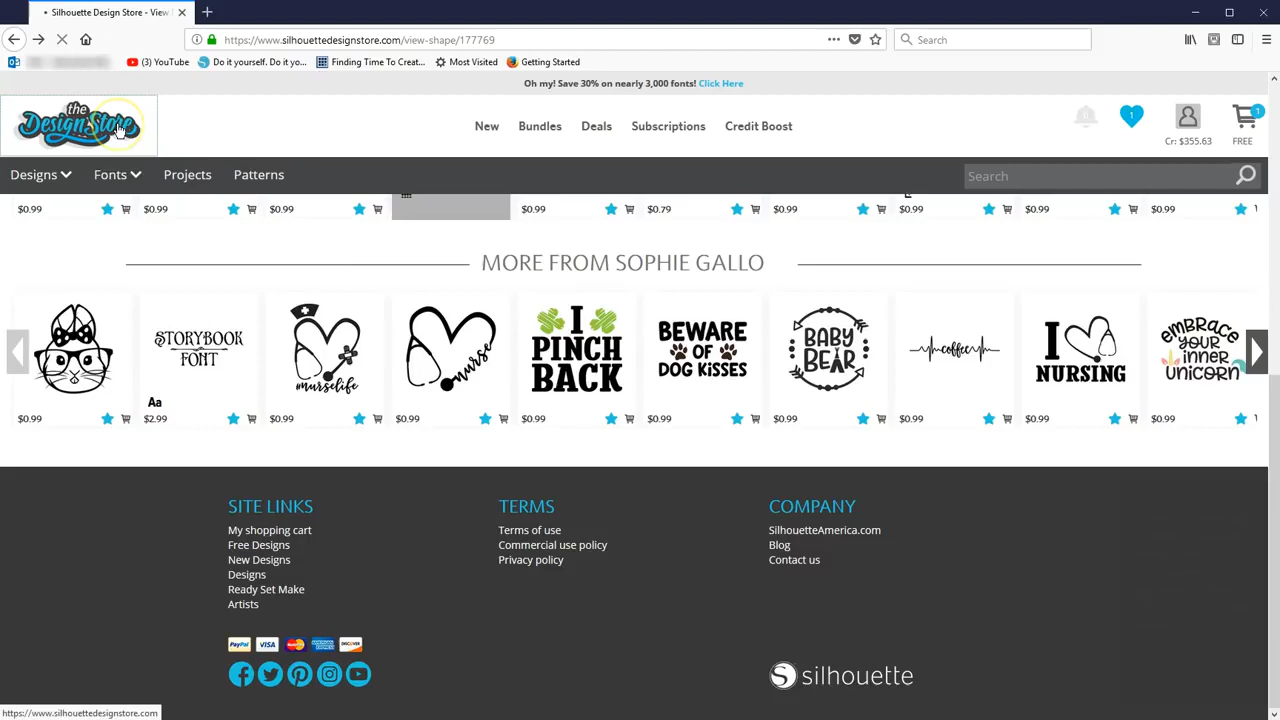 Silhouette Design Store - View
https://www.silhouettedesignstore.com/view-shape/177769
Search
(3) YouTube
Do it yourself. Do it yo...
Finding Time To Creat...
Most Visited
Getting Started
Oh my! Save 30% on nearly 3,000 fonts! Click Here
the
Design Store
New
Bundles
Deals
Subscriptions
Credit Boost
0
1
Cr: $355.63
1
FREE
Designs
Fonts
Projects
Patterns
Search
$0.99
$0.99
$0.99
$0.99
$0.79
$0.99
$0.99
$0.99
$0.99
MORE FROM SOPHIE GALLO
STORYBOOK
FONT
Aa
#nurselife
nurse
I
PINCH
BACK
BEWARE
OF
DOG KISSES
BABY
BEAR
coffee
I
NURSING
EMBRACE
YOUR
INNER
UNICORN
$0.99
$2.99
$0.99
$0.99
$0.99
$0.99
$0.99
$0.99
$0.99
$0.99
SITE LINKS
My shopping cart
Free Designs
New Designs
Designs
Ready Set Make
Artists
TERMS
Terms of use
Commercial use policy
Privacy policy
COMPANY
SilhouetteAmerica.com
Blog
Contact us
PayPal
VISA
silhouette
https://www.silhouettedesignstore.com